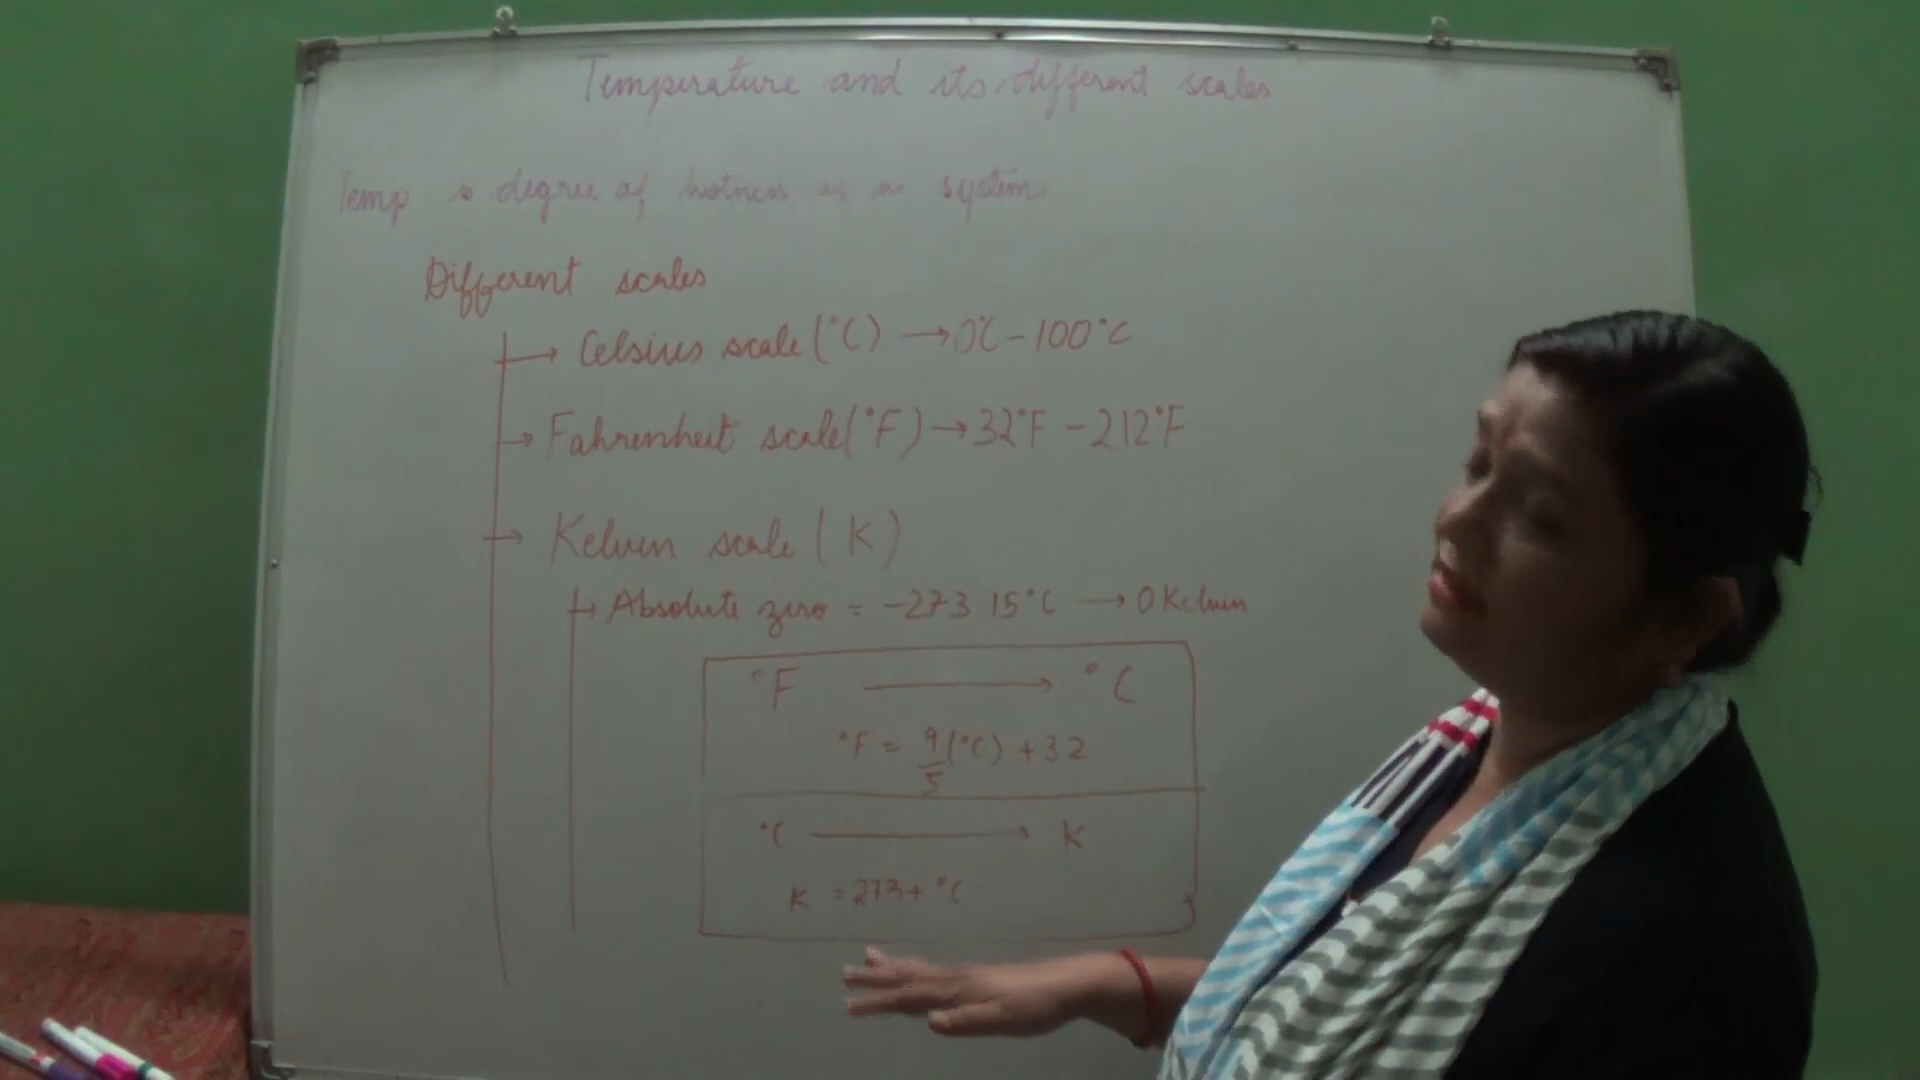 Temperature and its different scales
Temp is degree of hotness of a system
Different scales
→ Celsius scale (°C) → 0°C - 100°C
→ Fahrenheit scale (°F) → 32°F - 212°F
→ Kelvin scale (K)
→ Absolute zero = -273 15°C → 0 Kelvin
°F → °C
°F = 9/5 (°C) + 32
°C → K
K = 273 + °C